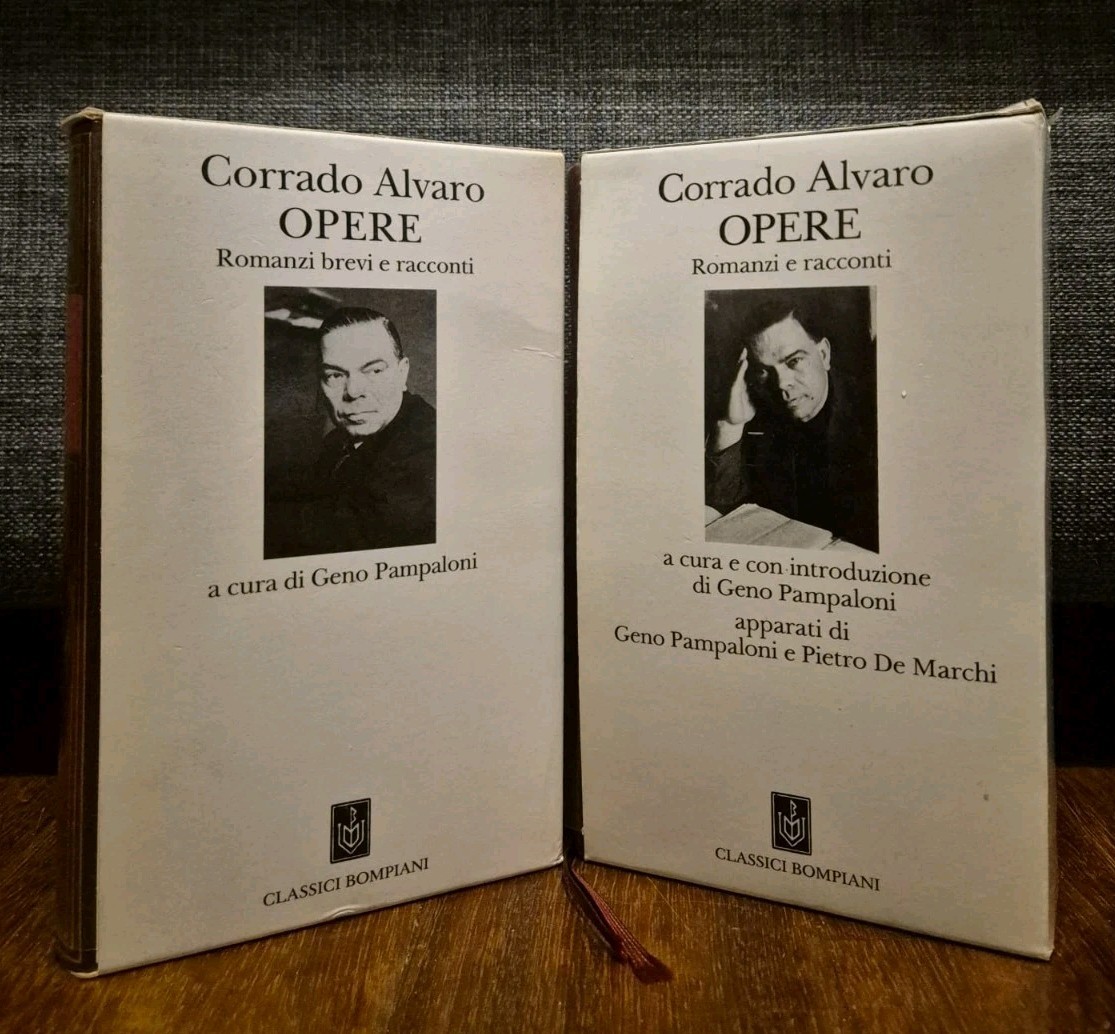 Corrado Alvaro
OPERE
Romanzi brevi e racconti
a cura di Geno Pampaloni
CLASSICI BOMPIANI
Corrado Alvaro
OPERE
Romanzi e racconti
a cura e con introduzione
di Geno Pampaloni
apparati di
Geno Pampaloni e Pietro De Marchi
CLASSICI BOMPIANI